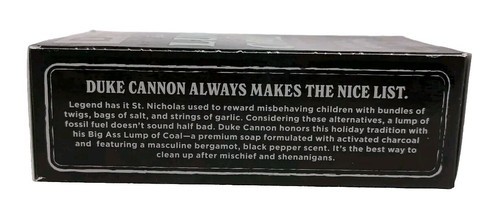 DUKE CANNON ALWAYS MAKES THE NICE LIST.
Legend has it St. Nicholas used to reward misbehaving children with bundles of
twigs, bags of salt, and strings of garlic. Considering these alternatives, a lump of
fossil fuel doesn't sound half bad. Duke Cannon honors this holiday tradition with
his Big Ass Lump of Coal—a premium soap formulated with activated charcoal
and featuring a masculine bergamot, black pepper scent. It's the best way to
clean up after mischief and shenanigans.